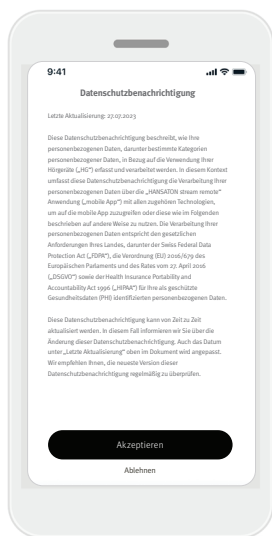 9:41
Datenschutzbenachrichtigung
Letzte Aktualisierung: 27.07.2023
Diese Datenschutzbenachrichtigung beschreibt, wie Ihre
personenbezogenen Daten, darunter bestimmte Kategorien
personenbezogener Daten, in Bezug auf die Verwendung Ihrer
Hörgeräte („HG“) erfasst und verarbeitet werden. In diesem Kontext
umfasst diese Datenschutzbenachrichtigung die Verarbeitung Ihrer
personenbezogenen Daten über die „HANSATON stream remote“
Anwendung („mobile App“) mit allen zugehören Technologien,
um auf die mobile App zuzugreifen oder diese wie im Folgenden
beschrieben auf andere Weise zu nutzen. Die Verarbeitung Ihrer
personenbezogenen Daten entspricht den gesetzlichen
Anforderungen Ihres Landes, darunter der Swiss Federal Data
Protection Act („FDPA“), die Verordnung (EU) 2016/679 des
Europäischen Parlaments und des Rates vom 27. April 2016
(„DSGVO“) sowie der Health Insurance Portability and
Accountability Act 1996 („HIPAA“) für Ihre als geschützte
Gesundheitsdaten (PHI) identifizierten personenbezogenen Daten.
Diese Datenschutzbenachrichtigung kann von Zeit zu Zeit
aktualisiert werden. In diesem Fall informieren wir Sie über die
Änderung dieser Datenschutzbenachrichtigung. Auch das Datum
unter „Letzte Aktualisierung“ oben im Dokument wird angepasst.
Wir empfehlen Ihnen, die neueste Version dieser
Datenschutzbenachrichtigung regelmäßig zu überprüfen.
Akzeptieren
Ablehnen